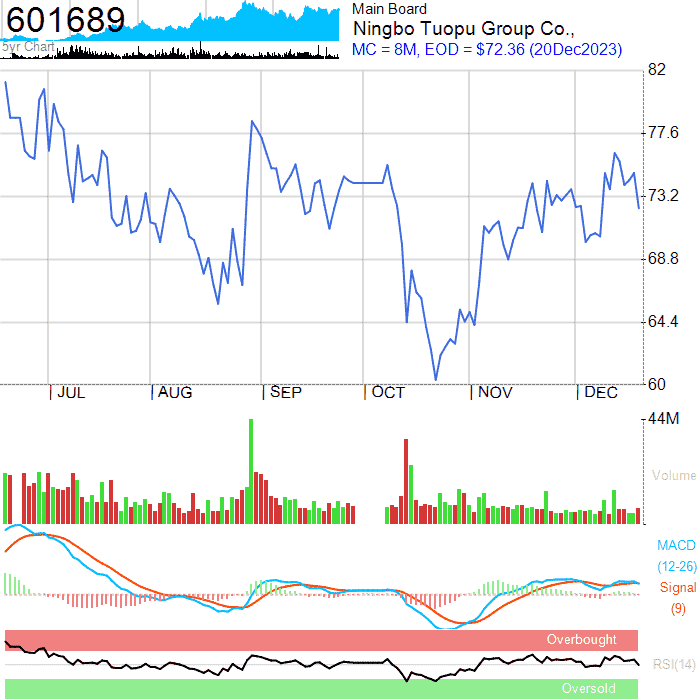 601689
5yr Chart
Main Board
Ningbo Tuopu Group Co.,
MC = 8M, EOD = $72.36 (20Dec2023)
82
77.6
73.2
68.8
64.4
60
JUL AUG SEP OCT NOV DEC
44M
Volume
MACD
(12-26)
Signal
(9)
Overbought
RSI(14)
Oversold